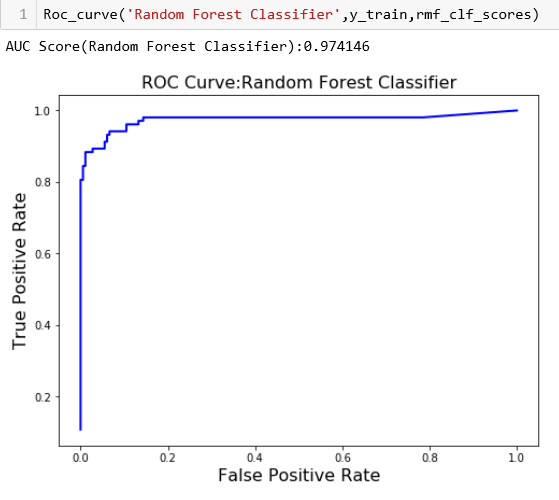 1 Roc_curve('Random Forest Classifier',y_train,rmf_clf_scores)
AUC Score(Random Forest Classifier):0.974146
ROC Curve:Random Forest Classifier
1.0
0.8
0.6
0.4
0.2
True Positive Rate
0.0 0.2 0.4 0.6 0.8 1.0
False Positive Rate